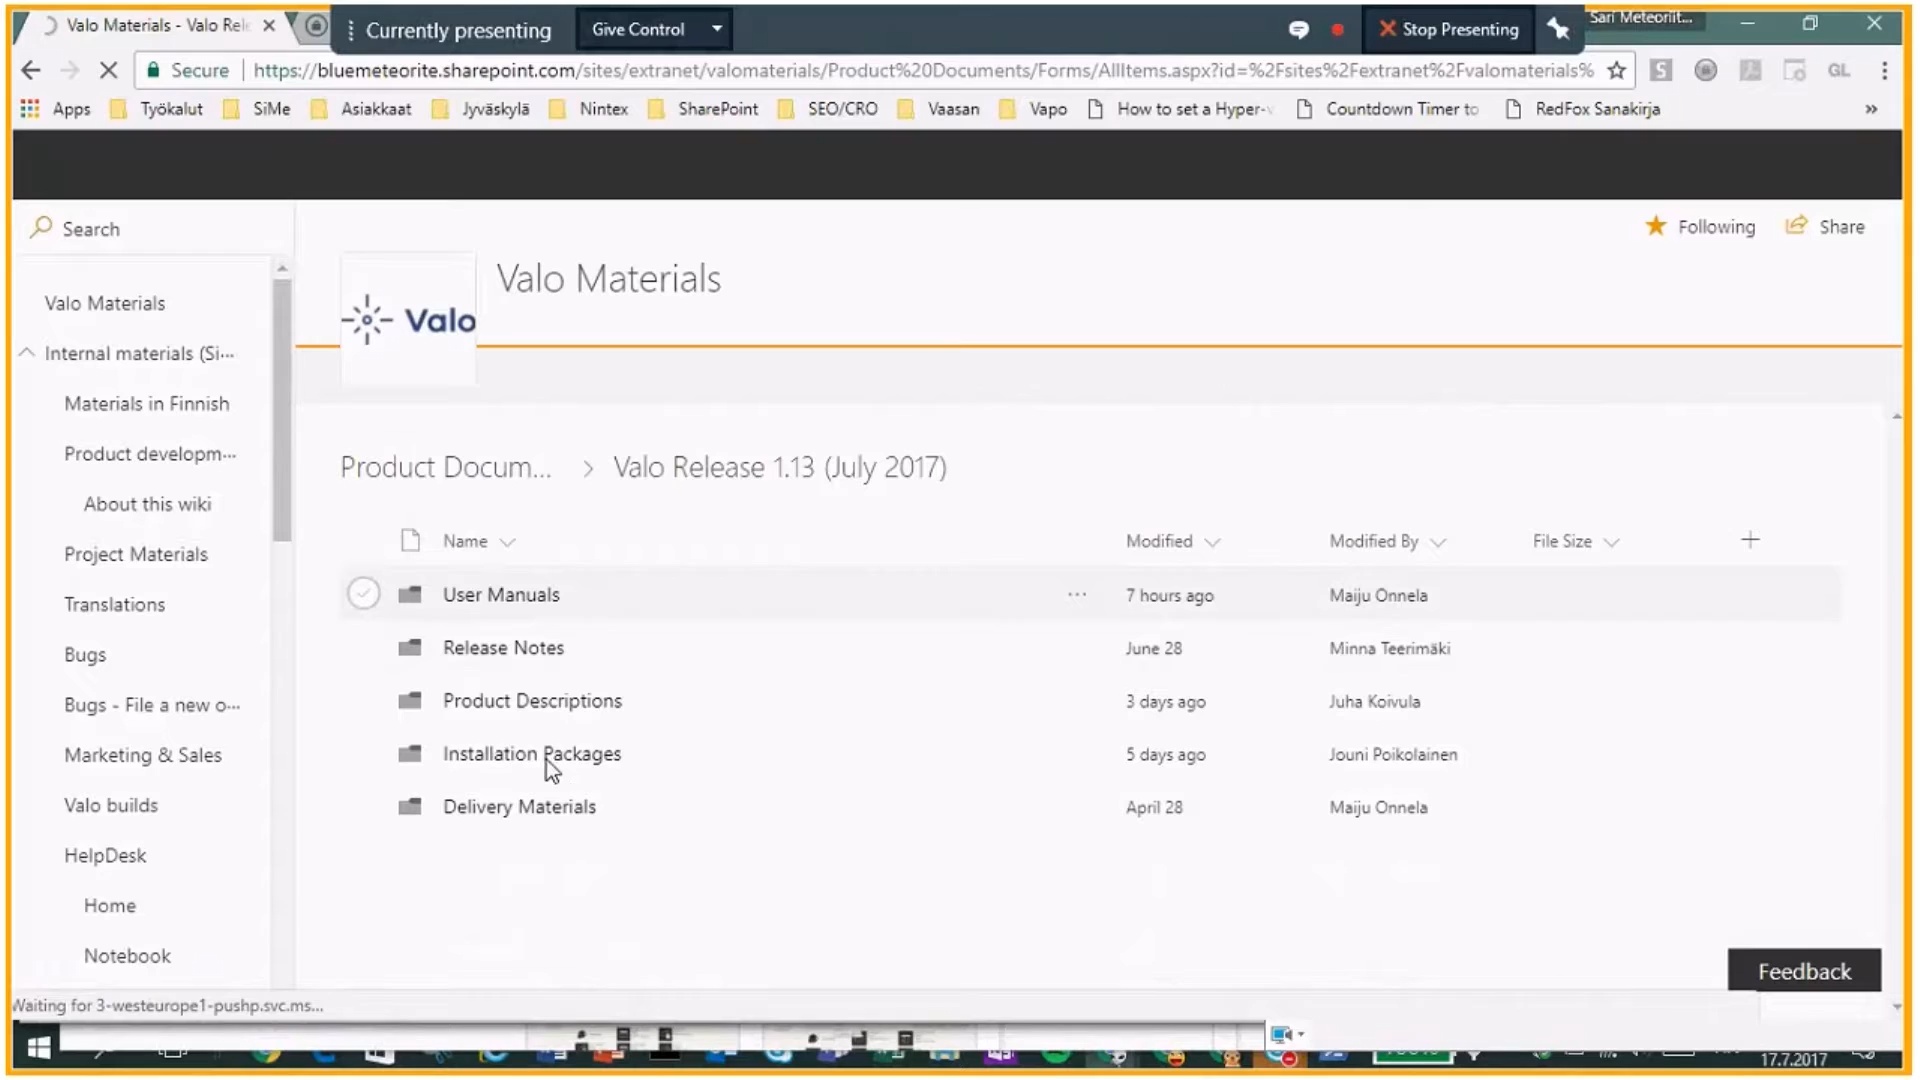 Valo Materials - Valo Rele
Currently presenting
Give Control
Stop Presenting
Sari Meteoriit...
Secure
https://bluemeteorite.sharepoint.com/sites/extranet/valomaterials/Product%20Documents/Forms/AllItems.aspx?id=%2Fsites%2Fextranet%2Fvalomaterials%
GL
Apps
Työkalut
SiMe
Asiakkaat
Jyväskylä
Nintex
SharePoint
SEO/CRO
Vaasan
Vapo
How to set a Hyper-v
Countdown Timer to
RedFox Sanakirja
»
Search
Following
Share
Valo
Valo Materials
Valo Materials
Internal materials (Si...
Materials in Finnish
Product developm...
About this wiki
Project Materials
Translations
Bugs
Bugs - File a new o...
Marketing & Sales
Valo builds
HelpDesk
Home
Notebook
Product Docum... > Valo Release 1.13 (July 2017)
Name Modified Modified By File Size +
User Manuals ... 7 hours ago Maiju Onnela
Release Notes June 28 Minna Teerimäki
Product Descriptions 3 days ago Juha Koivula
Installation Packages 5 days ago Jouni Poikolainen
Delivery Materials April 28 Maiju Onnela
Feedback
Waiting for 3-westeurope1-pushp.svc.ms...
17.7.2017